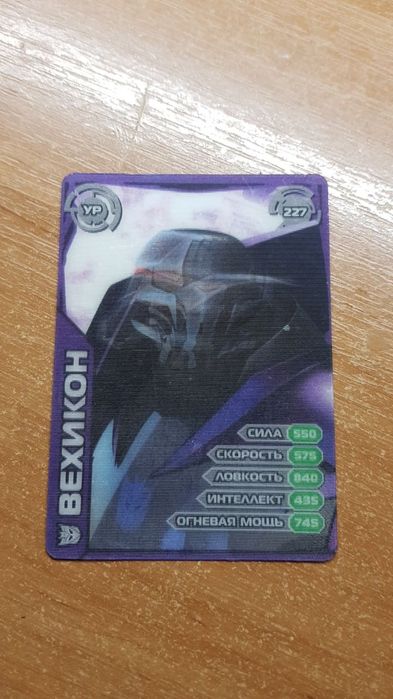 УР
227
ВЕХИКОН
СИЛА 550
СКОРОСТЬ 575
ЛОВКОСТЬ 840
ИНТЕЛЛЕКТ 435
ОГНЕВАЯ МОЩЬ 745